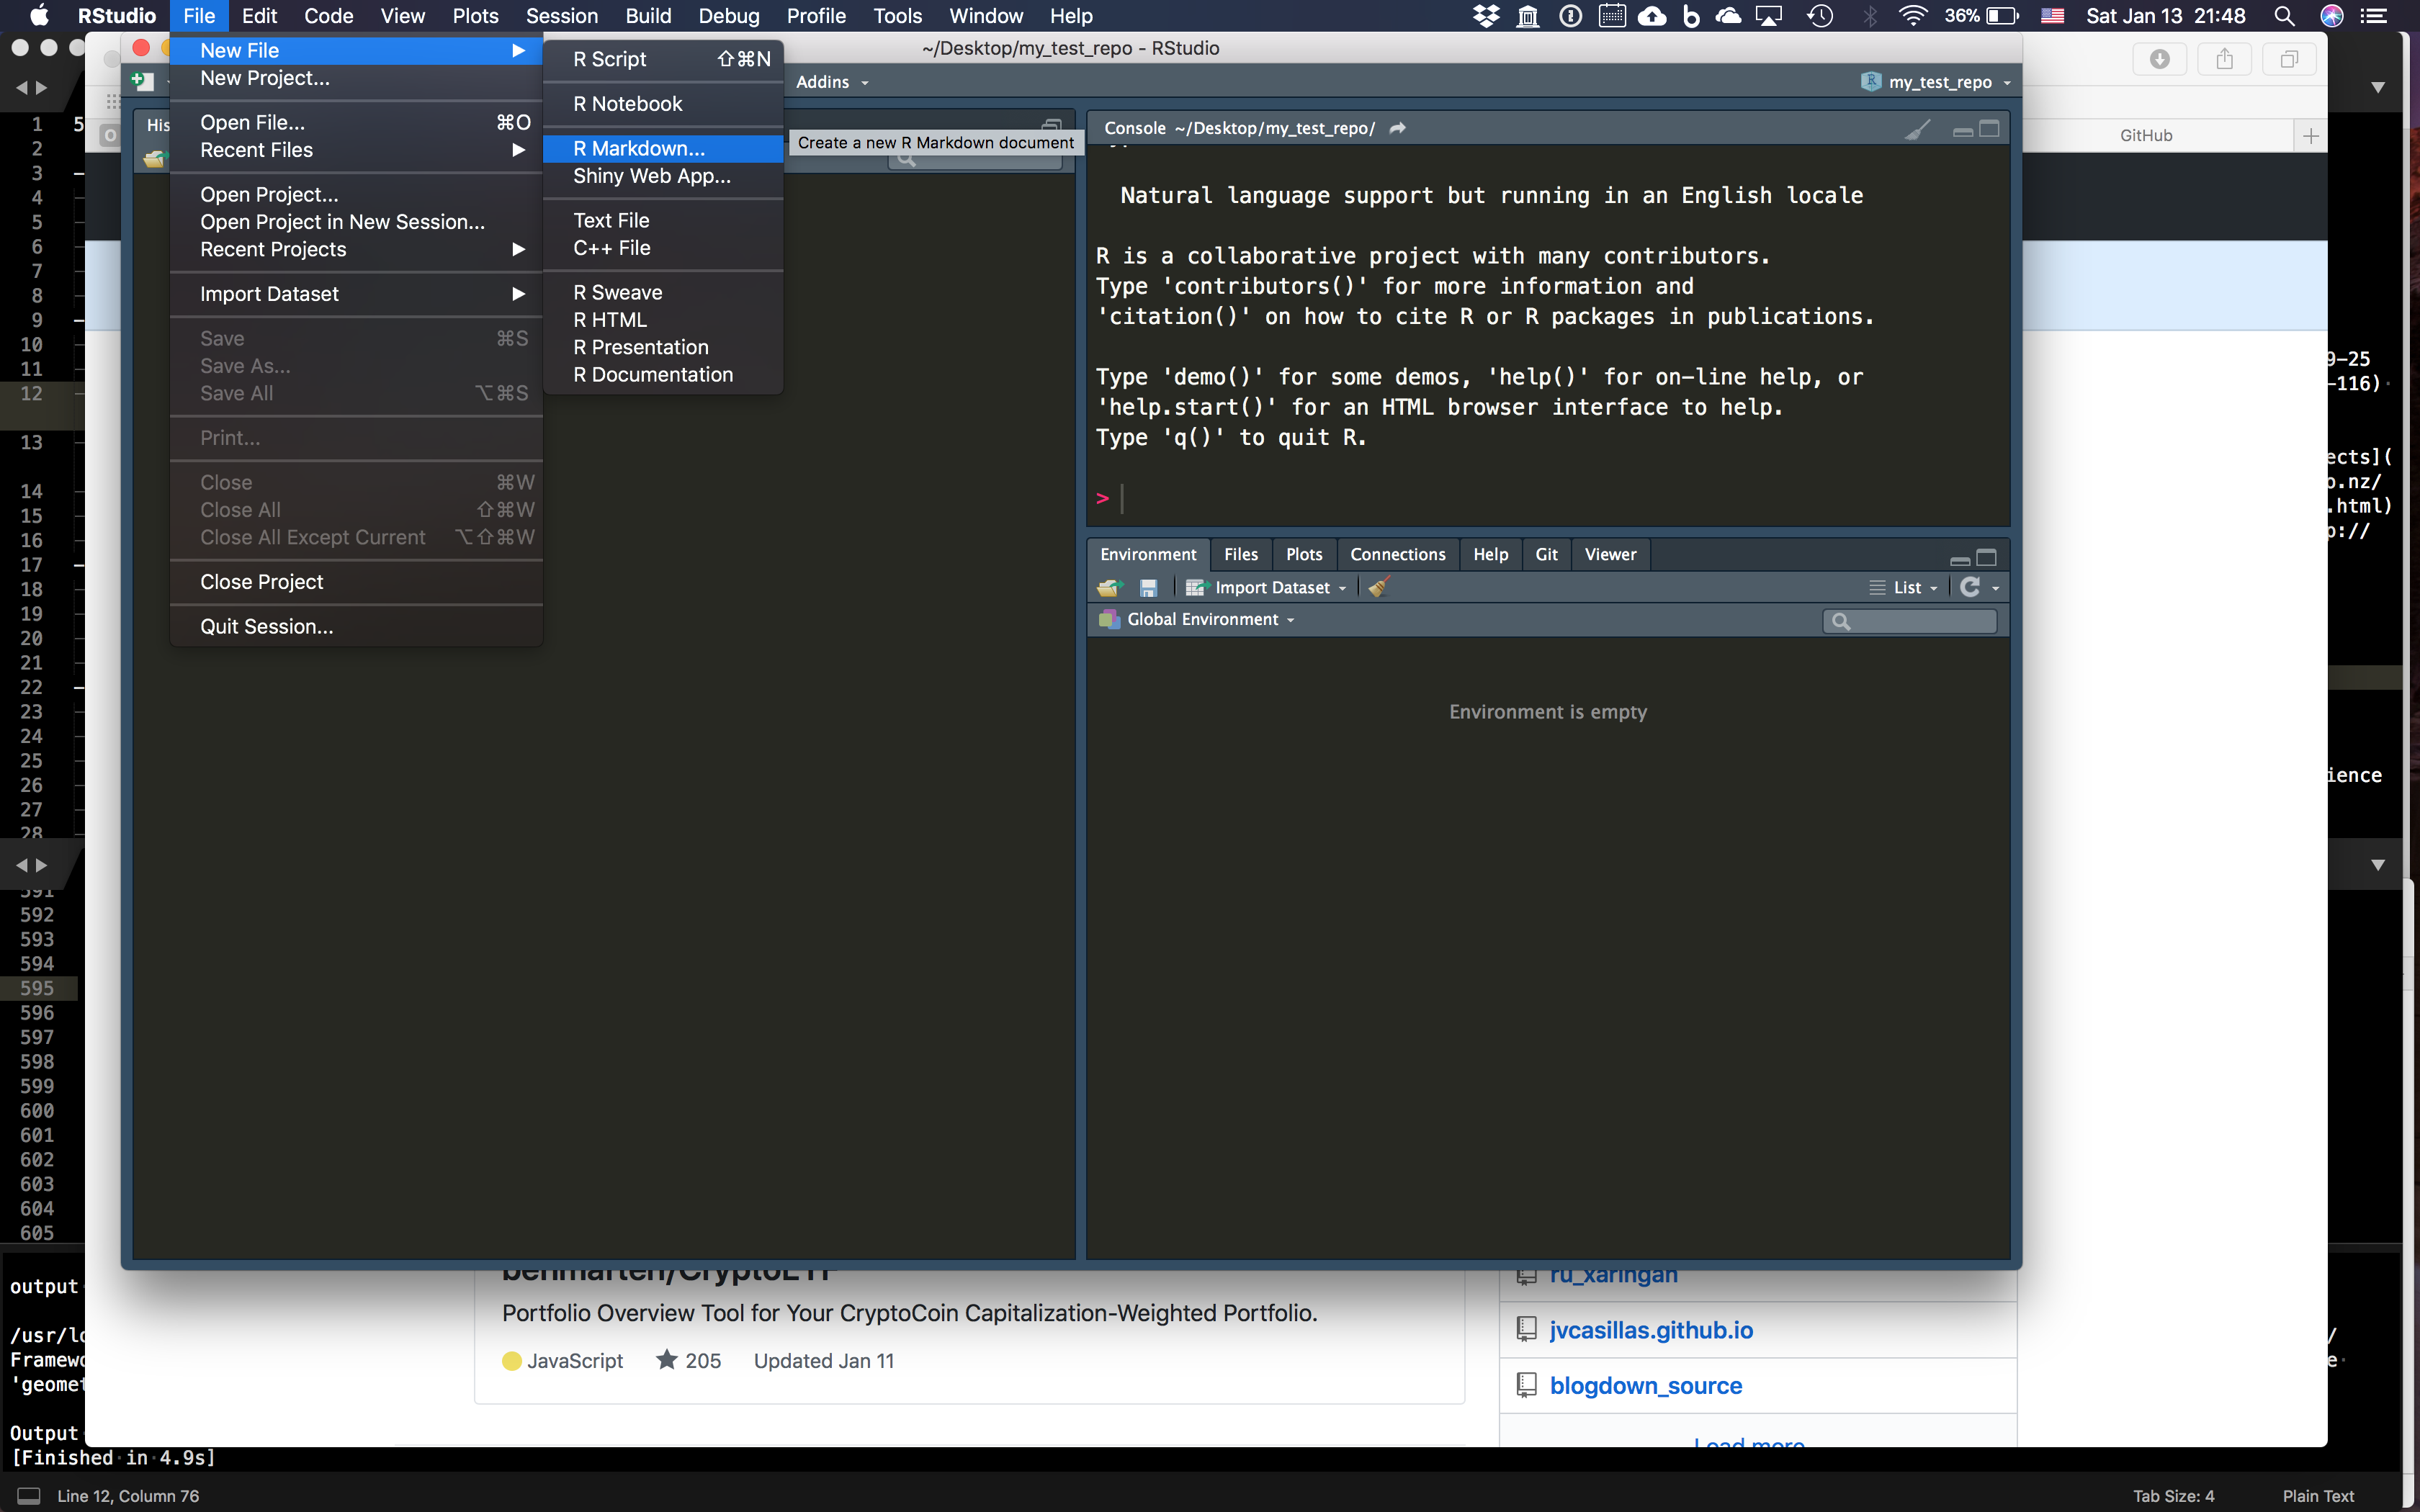 RStudio File Edit Code View Plots Session Build Debug Profile Tools Window Help 36% Sat Jan 13 21:48
~/Desktop/my_test_repo - RStudio
New File
New Project...
Open File... ⌘O
Recent Files
Open Project...
Open Project in New Session...
Recent Projects
Import Dataset
Save ⌘S
Save As...
Save All ⌥⌘S
Print...
Close ⌘W
Close All ⇧⌘W
Close All Except Current ⌥⇧⌘W
Close Project
Quit Session...
R Script ⇧⌘N
R Notebook
R Markdown...
Shiny Web App...
Text File
C++ File
R Sweave
R HTML
R Presentation
R Documentation
Create a new R Markdown document
Addins
my_test_repo
His
Console ~/Desktop/my_test_repo/
Natural language support but running in an English locale
R is a collaborative project with many contributors.
Type 'contributors()' for more information and
'citation()' on how to cite R or R packages in publications.
Type 'demo()' for some demos, 'help()' for on-line help, or
'help.start()' for an HTML browser interface to help.
Type 'q()' to quit R.
>
Environment Files Plots Connections Help Git Viewer
Import Dataset List
Global Environment
Environment is empty
GitHub
1 5
2
3
4
5
6
7
8
9
10
11
12
13
14
15
16
17
18
19
20
21
22
23
24
25
26
27
28
9-25
-116)
ects](
o.nz/
.html)
p://
ience
591
592
593
594
595
596
597
598
599
600
601
602
603
604
605
output
/usr/lo
Framewo
'geomet
Output
[Finished in 4.9s]
benmarten/CryptoETF
Portfolio Overview Tool for Your CryptoCoin Capitalization-Weighted Portfolio.
JavaScript 205 Updated Jan 11
ru_xaringan
jvcasillas.github.io
blogdown_source
Load more
Line 12, Column 76 Tab Size: 4 Plain Text